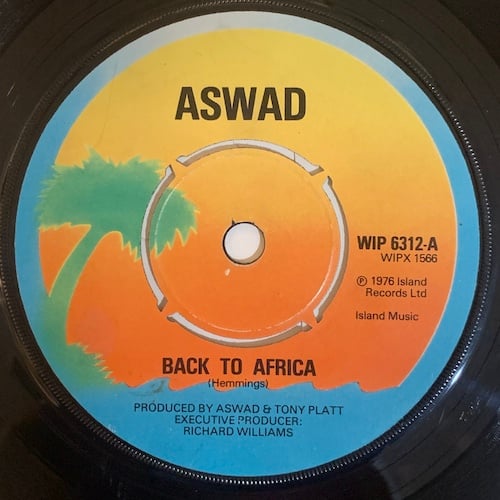 ASWAD
WIP 6312-A
WIPX 1566
℗ 1976 Island
Records Ltd
Island Music
BACK TO AFRICA
(Hemmings)
PRODUCED BY ASWAD & TONY PLATT
EXECUTIVE PRODUCER:
RICHARD WILLIAMS